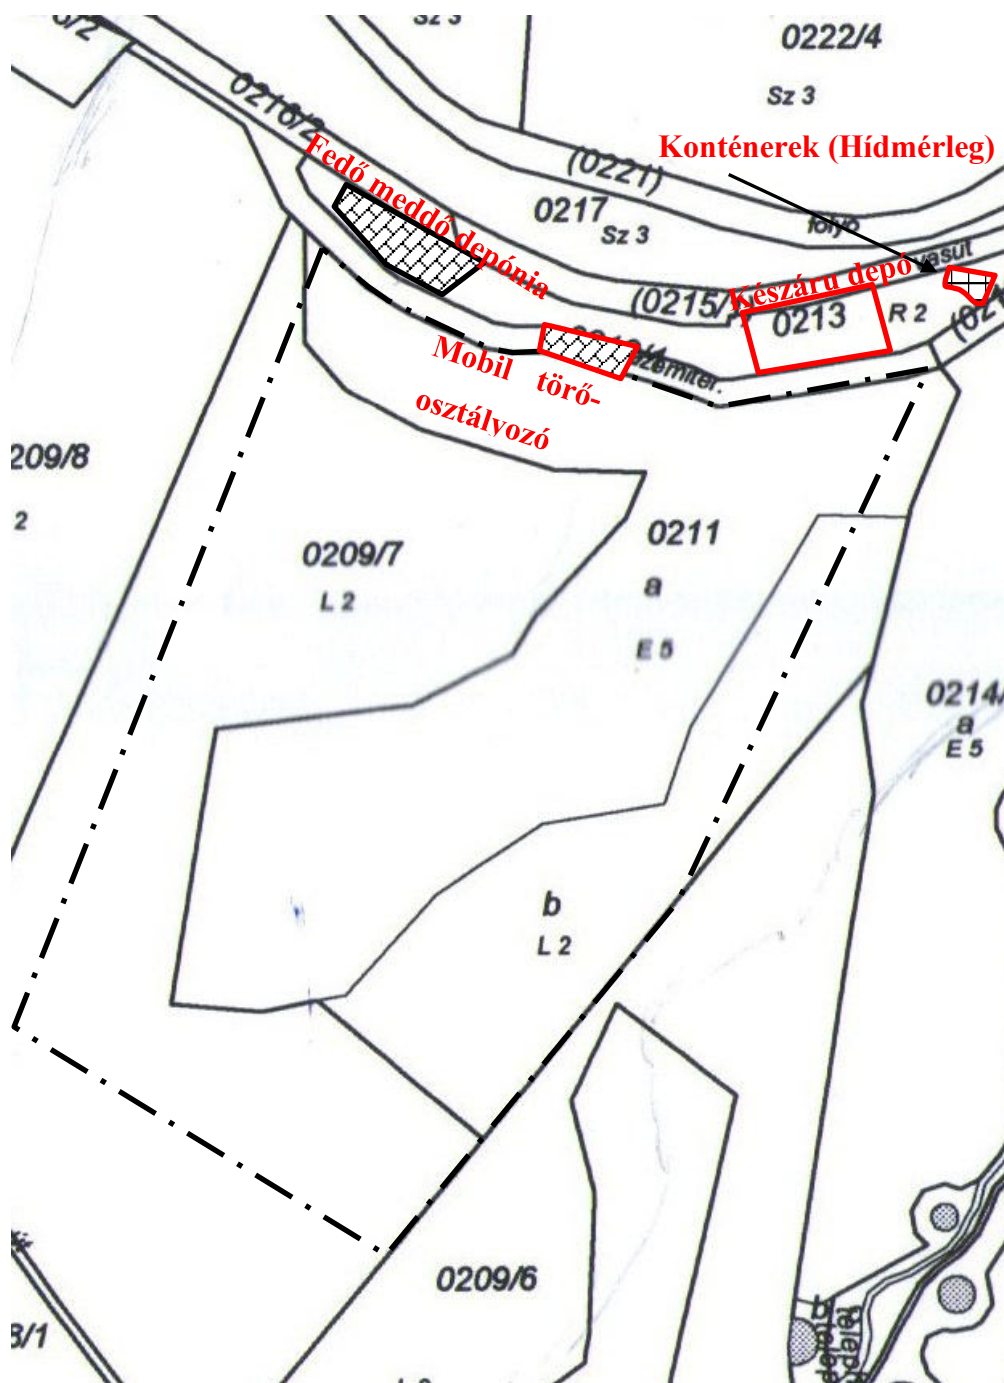 Sz 3
0222/4
Sz 3
0216/2
Konténerek (Hídmérleg)
Fedő meddő depónia
(0221)
0217
Sz 3
folyó
vasút
Készáru depó
0213
R 2
Mobil törő-
osztályozó
üzemiter.
209/8
2
0211
a
E 5
0209/7
L 2
0214/
a
E 5
b
L 2
0209/6
b